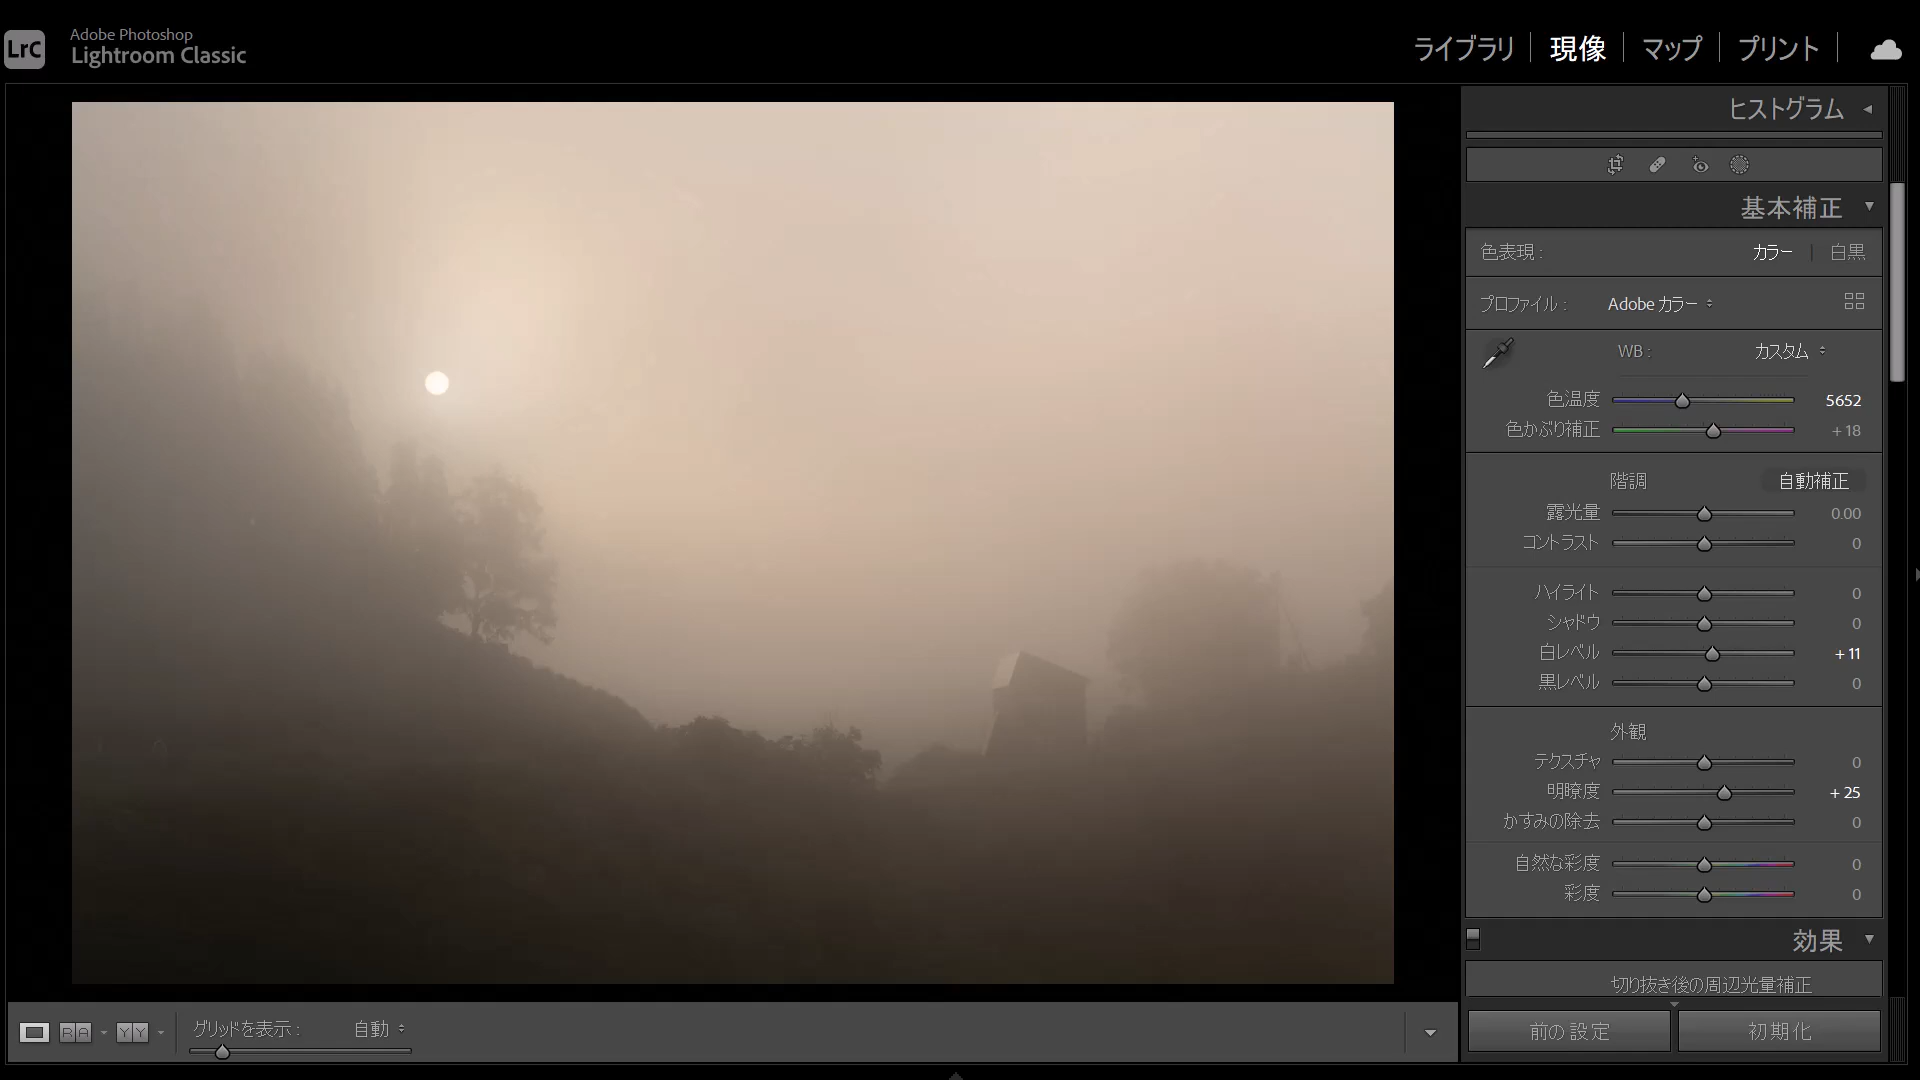 LrC
Adobe Photoshop
Lightroom Classic
ライブラリ
現像
マップ
プリント
ヒストグラム
基本補正
色表現 :
カラー
白黒
プロファイル :
Adobe カラー
WB :
カスタム
色温度
5652
色かぶり補正
+ 18
階調
自動補正
露光量
0.00
コントラスト
0
ハイライト
0
シャドウ
0
白レベル
+ 11
黒レベル
0
外観
テクスチャ
0
明瞭度
+ 25
かすみの除去
0
自然な彩度
0
彩度
0
効果
切り抜き後の周辺光量補正
R A
Y Y
グリッドを表示 :
自動
前の設定
初期化